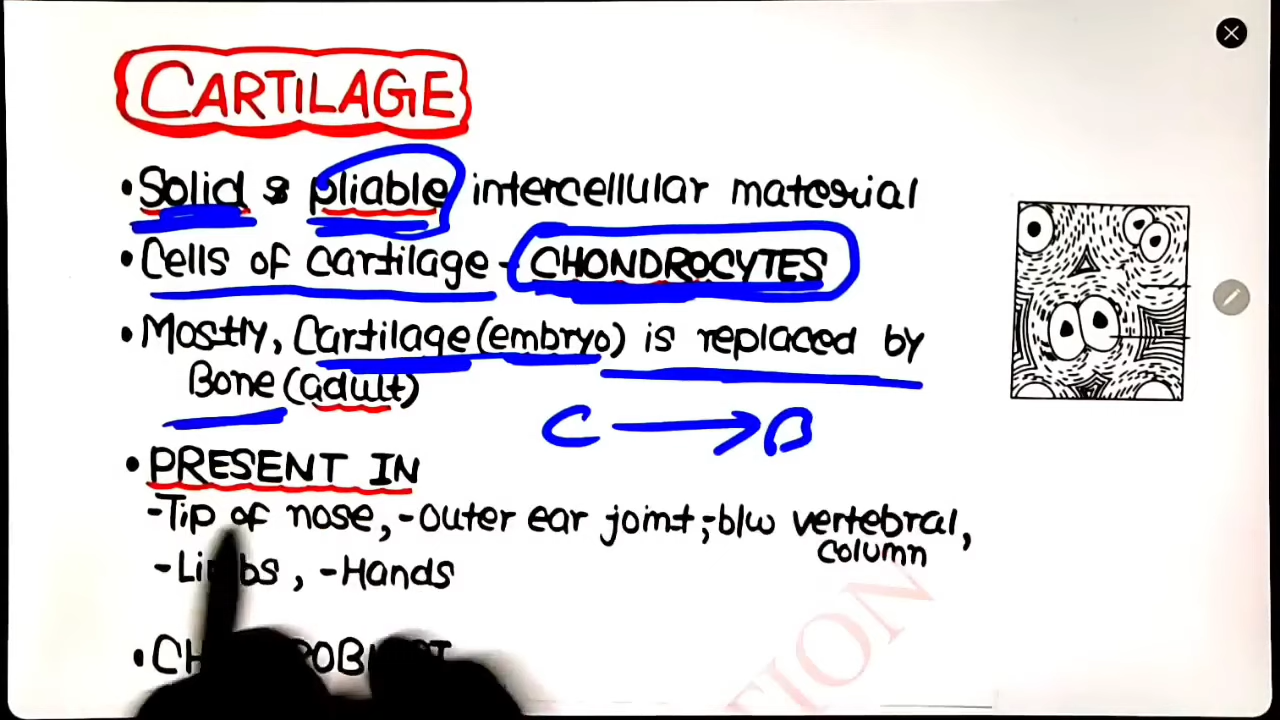 CARTILAGE
• Solid & pliable intercellular material
• Cells of cartilage - CHONDROCYTES
• Mostly, Cartilage (embryo) is replaced by
Bone (adult)
C → B
• PRESENT IN
- Tip of nose, - Outer ear joint, - b/w vertebral,
column
- Limbs, - Hands